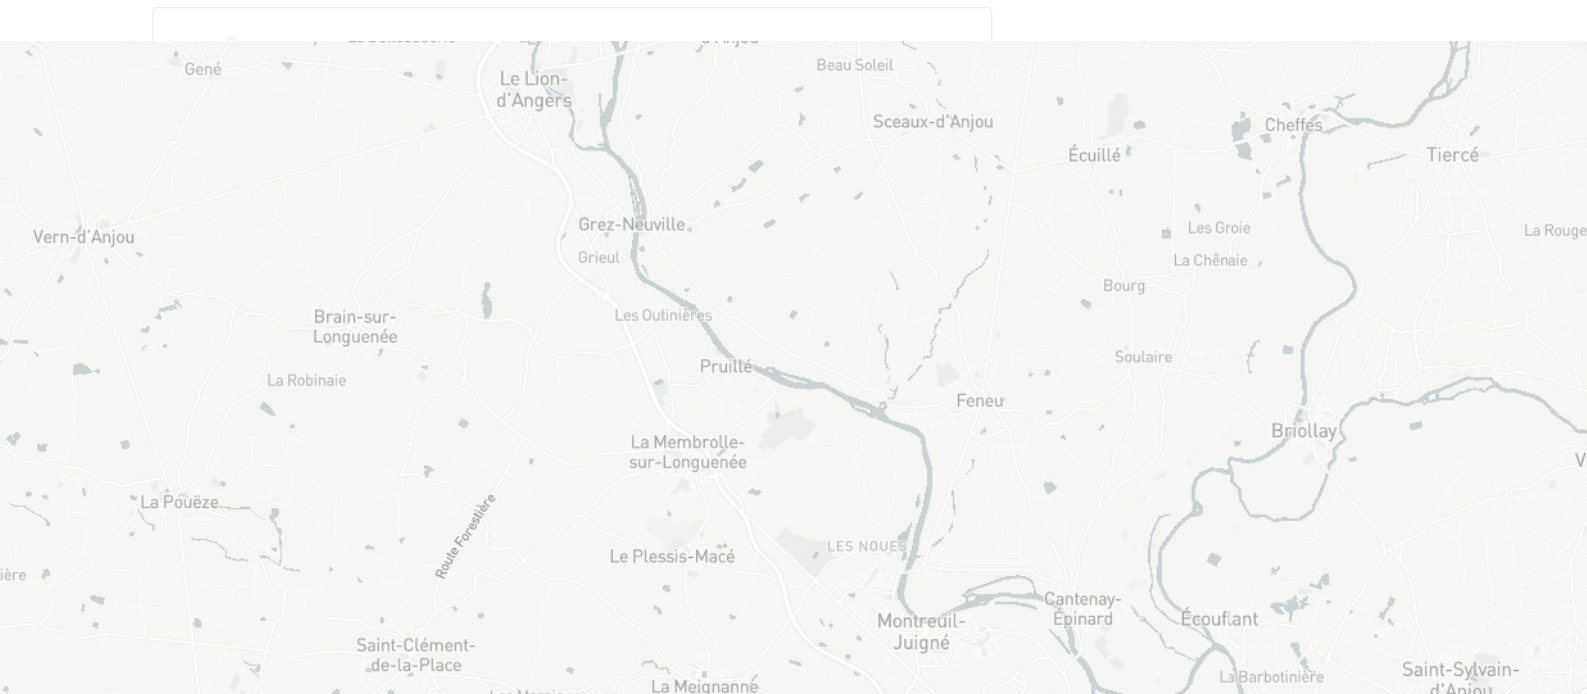 d'Anjou
Gené
Beau Soleil
Le Lion-
d'Angers
Sceaux-d'Anjou
Cheffes
Écuillé
Tiercé
Grez-Neuville
Vern-d'Anjou
Les Groie
La Rouge
Grieul
La Chênaie
Bourg
Les Outinières
Brain-sur-
Longuenée
Soulaire
Pruillé
La Robinaie
Feneu
Briollay
La Membrolle-
sur-Longuenée
V
La Pouëze
Route Forestière
LES NOUES
Le Plessis-Macé
ière
Cantenay-
Épinard
Écouflant
Montreuil-
Juigné
Saint-Clément-
de-la-Place
La Barbotinière
Saint-Sylvain-
d'Anjou
La Meignanne